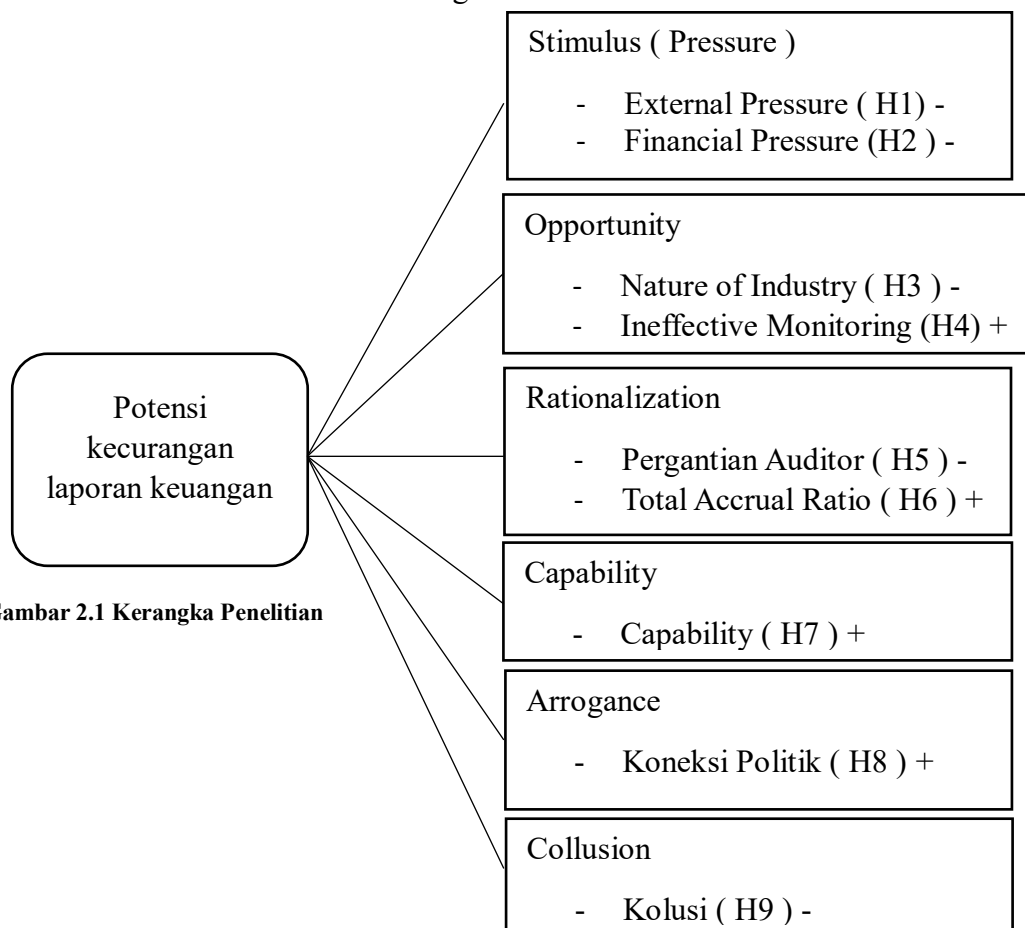 Stimulus ( Pressure )
- External Pressure ( H1) -
- Financial Pressure (H2 ) -
Opportunity
- Nature of Industry ( H3 ) -
- Ineffective Monitoring (H4) +
Potensi
kecurangan
laporan keuangan
Rationalization
- Pergantian Auditor ( H5 ) -
- Total Accrual Ratio ( H6 ) +
Capability
- Capability ( H7 ) +
Gambar 2.1 Kerangka Penelitian
Arrogance
- Koneksi Politik ( H8 ) +
Collusion
- Kolusi ( H9 ) -